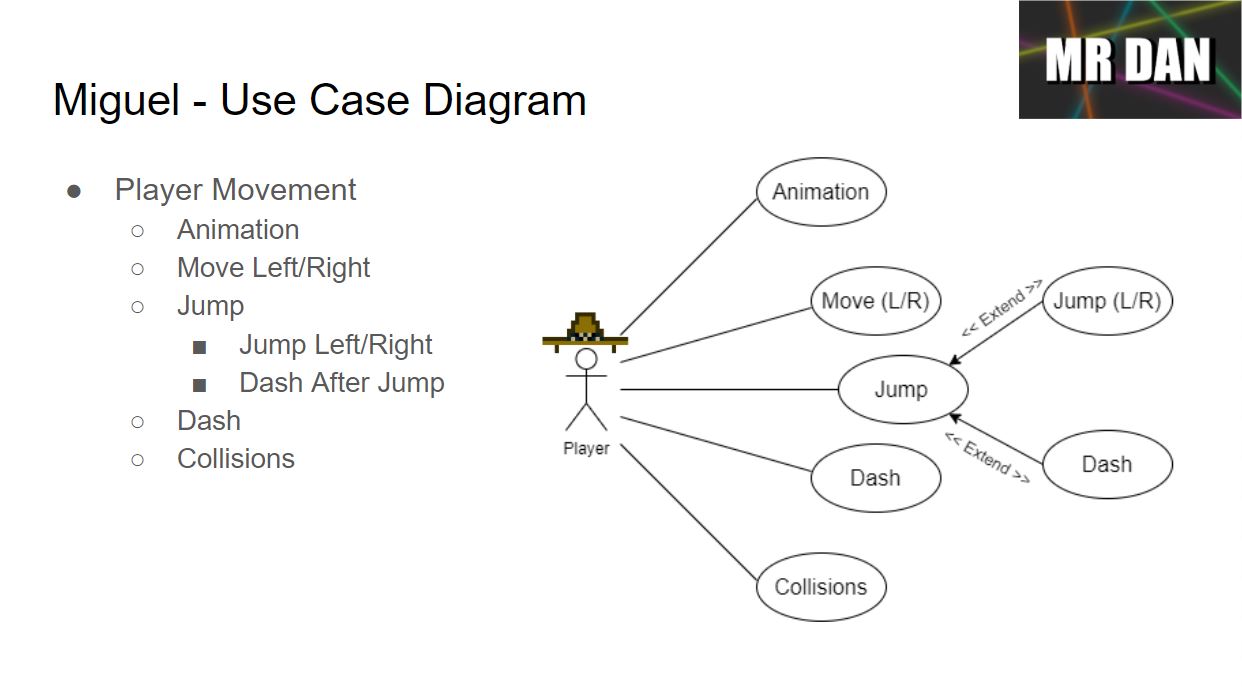 MR DAN
Miguel - Use Case Diagram
● Player Movement
○ Animation
○ Move Left/Right
○ Jump
■ Jump Left/Right
■ Dash After Jump
○ Dash
○ Collisions
Animation
Move (L/R)
<< Extend >>
Jump (L/R)
Jump
Player
<< Extend >>
Dash
Dash
Collisions